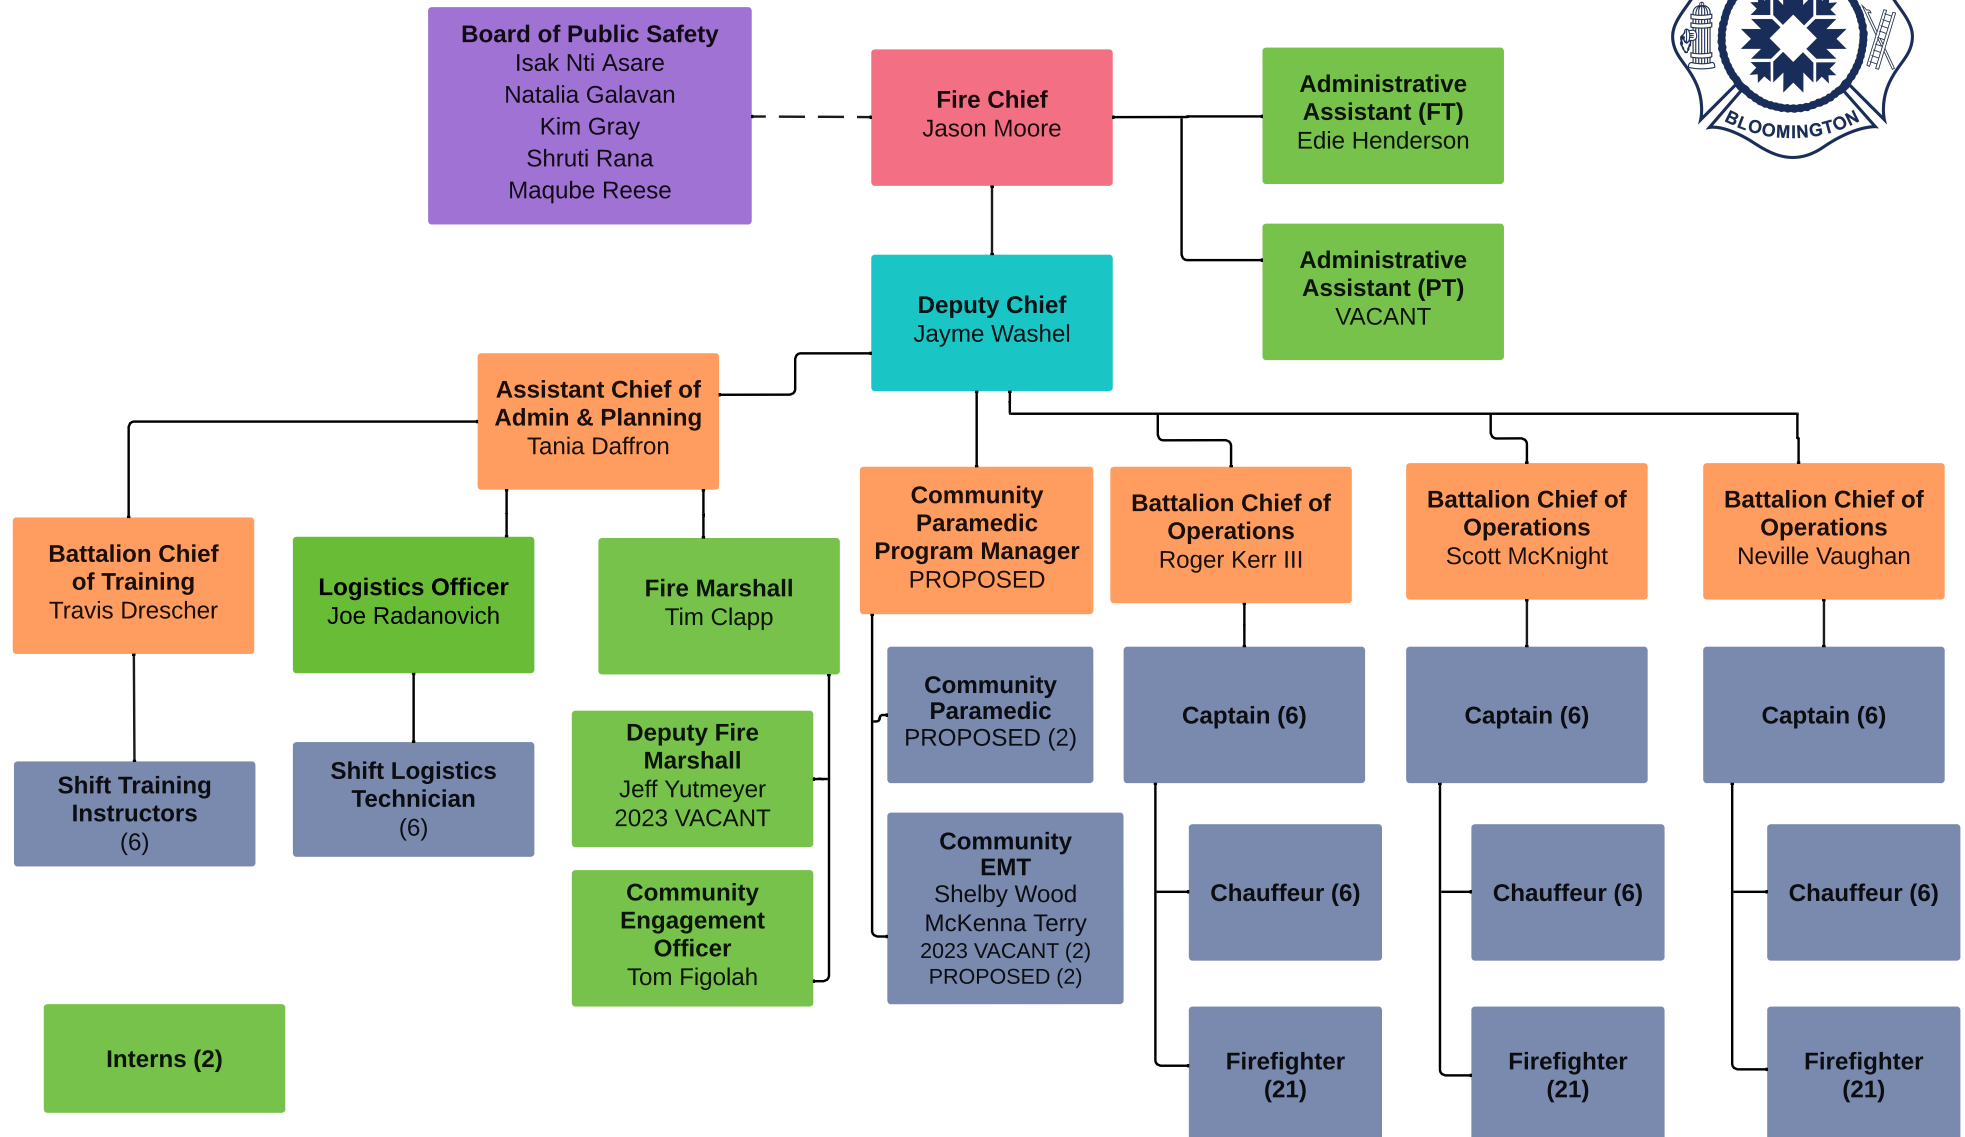 Board of Public Safety
Isak Nti Asare
Natalia Galavan
Kim Gray
Shruti Rana
Maqube Reese
Fire Chief
Jason Moore
Administrative
Assistant (FT)
Edie Henderson
BLOOMINGTON
Administrative
Assistant (PT)
VACANT
Deputy Chief
Jayme Washel
Assistant Chief of
Admin & Planning
Tania Daffron
Battalion Chief
of Training
Travis Drescher
Logistics Officer
Joe Radanovich
Fire Marshall
Tim Clapp
Community
Paramedic
Program Manager
PROPOSED
Battalion Chief of
Operations
Roger Kerr III
Battalion Chief of
Operations
Scott McKnight
Battalion Chief of
Operations
Neville Vaughan
Shift Training
Instructors
(6)
Shift Logistics
Technician
(6)
Deputy Fire
Marshall
Jeff Yutmeyer
2023 VACANT
Community
Engagement
Officer
Tom Figolah
Community
Paramedic
PROPOSED (2)
Community
EMT
Shelby Wood
McKenna Terry
2023 VACANT (2)
PROPOSED (2)
Captain (6)
Captain (6)
Captain (6)
Chauffeur (6)
Chauffeur (6)
Chauffeur (6)
Firefighter
(21)
Firefighter
(21)
Firefighter
(21)
Interns (2)